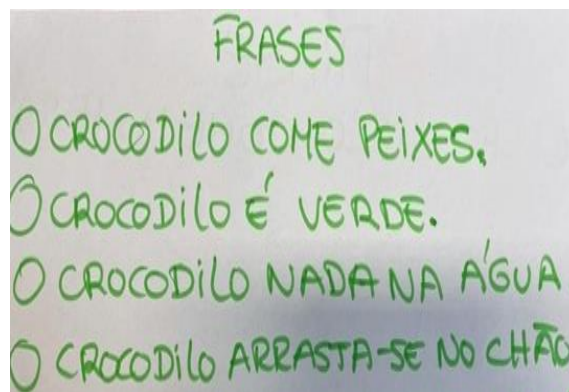 FRASES
O CROCODILO COME PEIXES.
O CROCODILO É VERDE.
O CROCODILO NADA NA ÁGUA
O CROCODILO ARRASTA-SE NO CHÃO